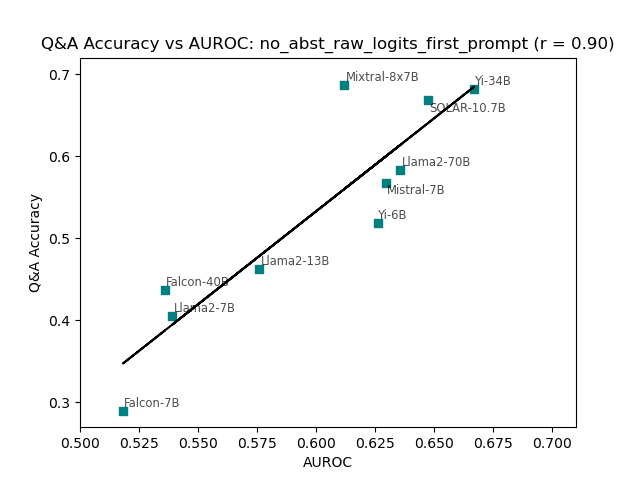 Q&A Accuracy vs AUROC: no_abst_raw_logits_first_prompt (r = 0.90)
0.7
0.6
0.5
0.4
0.3
Q&A Accuracy
Mixtral-8x7B
Yi-34B
SOLAR-10.7B
Llama2-70B
Mistral-7B
Yi-6B
Llama2-13B
Falcon-40B
Llama2-7B
Falcon-7B
0.500 0.525 0.550 0.575 0.600 0.625 0.650 0.675 0.700
AUROC